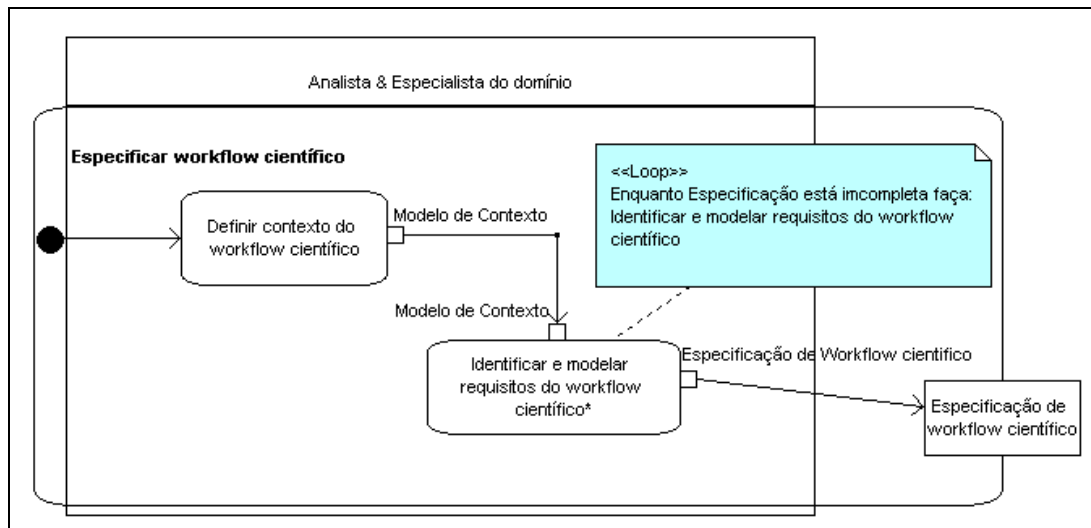 Analista & Especialista do domínio
Especificar workflow científico
<<Loop>>
Enquanto Especificação está imcompleta faça:
Identificar e modelar requisitos do workflow
científico
Definir contexto do
workflow científico
Modelo de Contexto
Modelo de Contexto
Identificar e modelar
requisitos do workflow
científico*
Especificação de Workflow cientifico
Especificação de
workflow científico